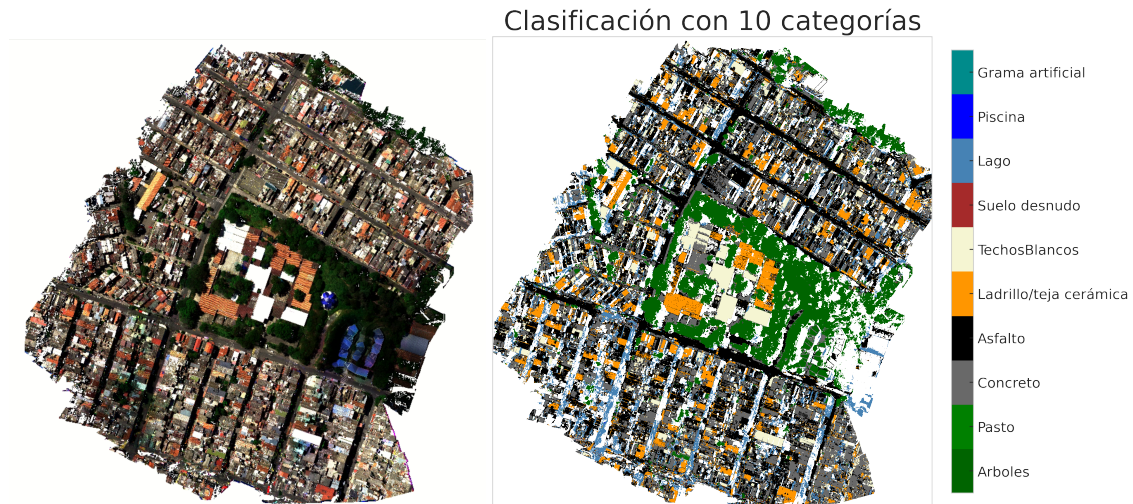 Clasificación con 10 categorías
Grama artificial
Piscina
Lago
Suelo desnudo
TechosBlancos
Ladrillo/teja cerámica
Asfalto
Concreto
Pasto
Arboles